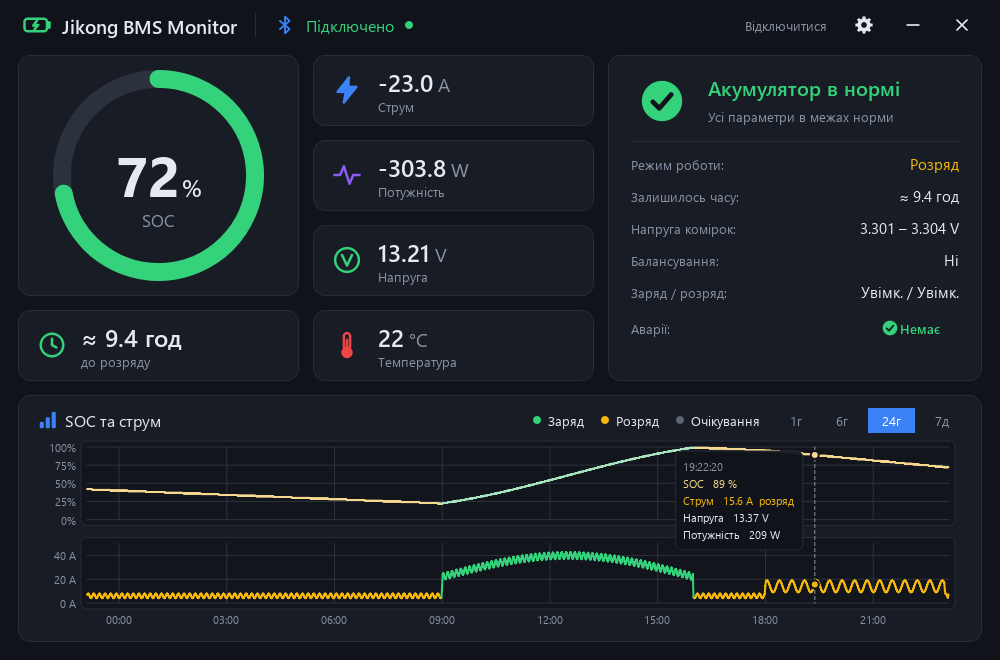 Jikong BMS Monitor
Підключено
Відключитися
72%
SOC
≈ 9.4 год
до розряду
-23.0 A
Струм
-303.8 W
Потужність
13.21 V
Напруга
22 °C
Температура
Акумулятор в нормі
Усі параметри в межах норми
Режим роботи: Розряд
Залишилось часу: ≈ 9.4 год
Напруга комірок: 3.301 – 3.304 V
Балансування: Ні
Заряд / розряд: Увімк. / Увімк.
Аварії: Немає
SOC та струм
Заряд Розряд Очікування 1г 6г 24г 7д
100%
75%
50%
25%
0%
19:22:20
SOC 89 %
Струм 15.6 A розряд
Напруга 13.37 V
Потужність 209 W
40 A
20 A
0 A
00:00 03:00 06:00 09:00 12:00 15:00 18:00 21:00